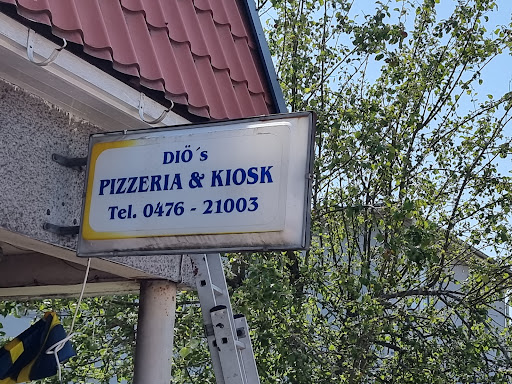 DIÖ´s
PIZZERIA & KIOSK
Tel. 0476 - 21003